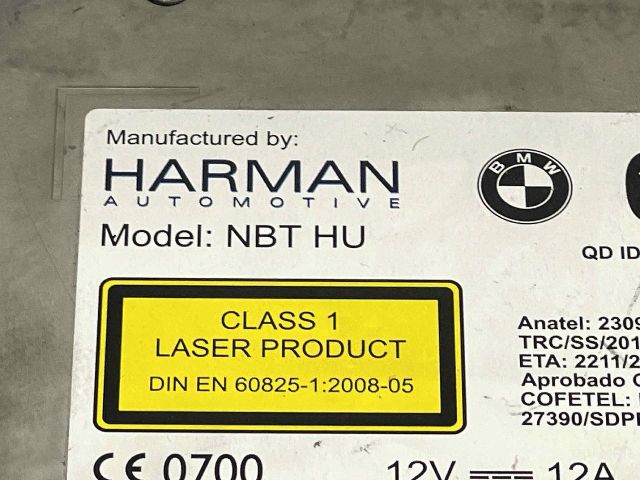 Manufactured by:
HARMAN
AUTOMOTIVE
BMW
Model: NBT HU
QD ID
CLASS 1
LASER PRODUCT
DIN EN 60825-1:2008-05
Anatel: 2309
TRC/SS/201
ETA: 2211/2
Aprobado
COFETEL:
27390/SDPI
CE 0700
12V ⎓ 12A